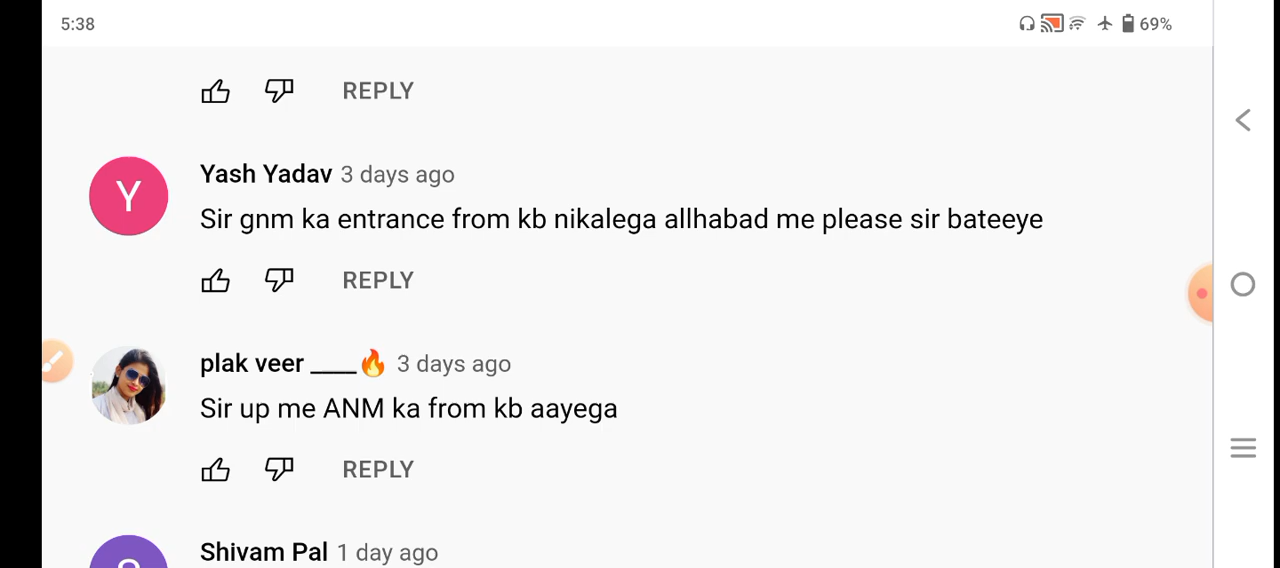 5:38 69%
REPLY
Y
Yash Yadav 3 days ago
Sir gnm ka entrance from kb nikalega allhabad me please sir bateeye
REPLY
plak veer ____🔥 3 days ago
Sir up me ANM ka from kb aayega
REPLY
Shivam Pal 1 day ago